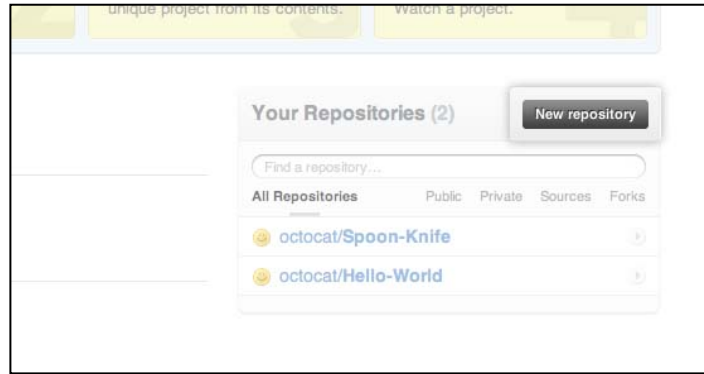 unique project from its contents.
Watch a project.
Your Repositories (2)
New repository
Find a repository…
All Repositories Public Private Sources Forks
octocat/Spoon-Knife
octocat/Hello-World